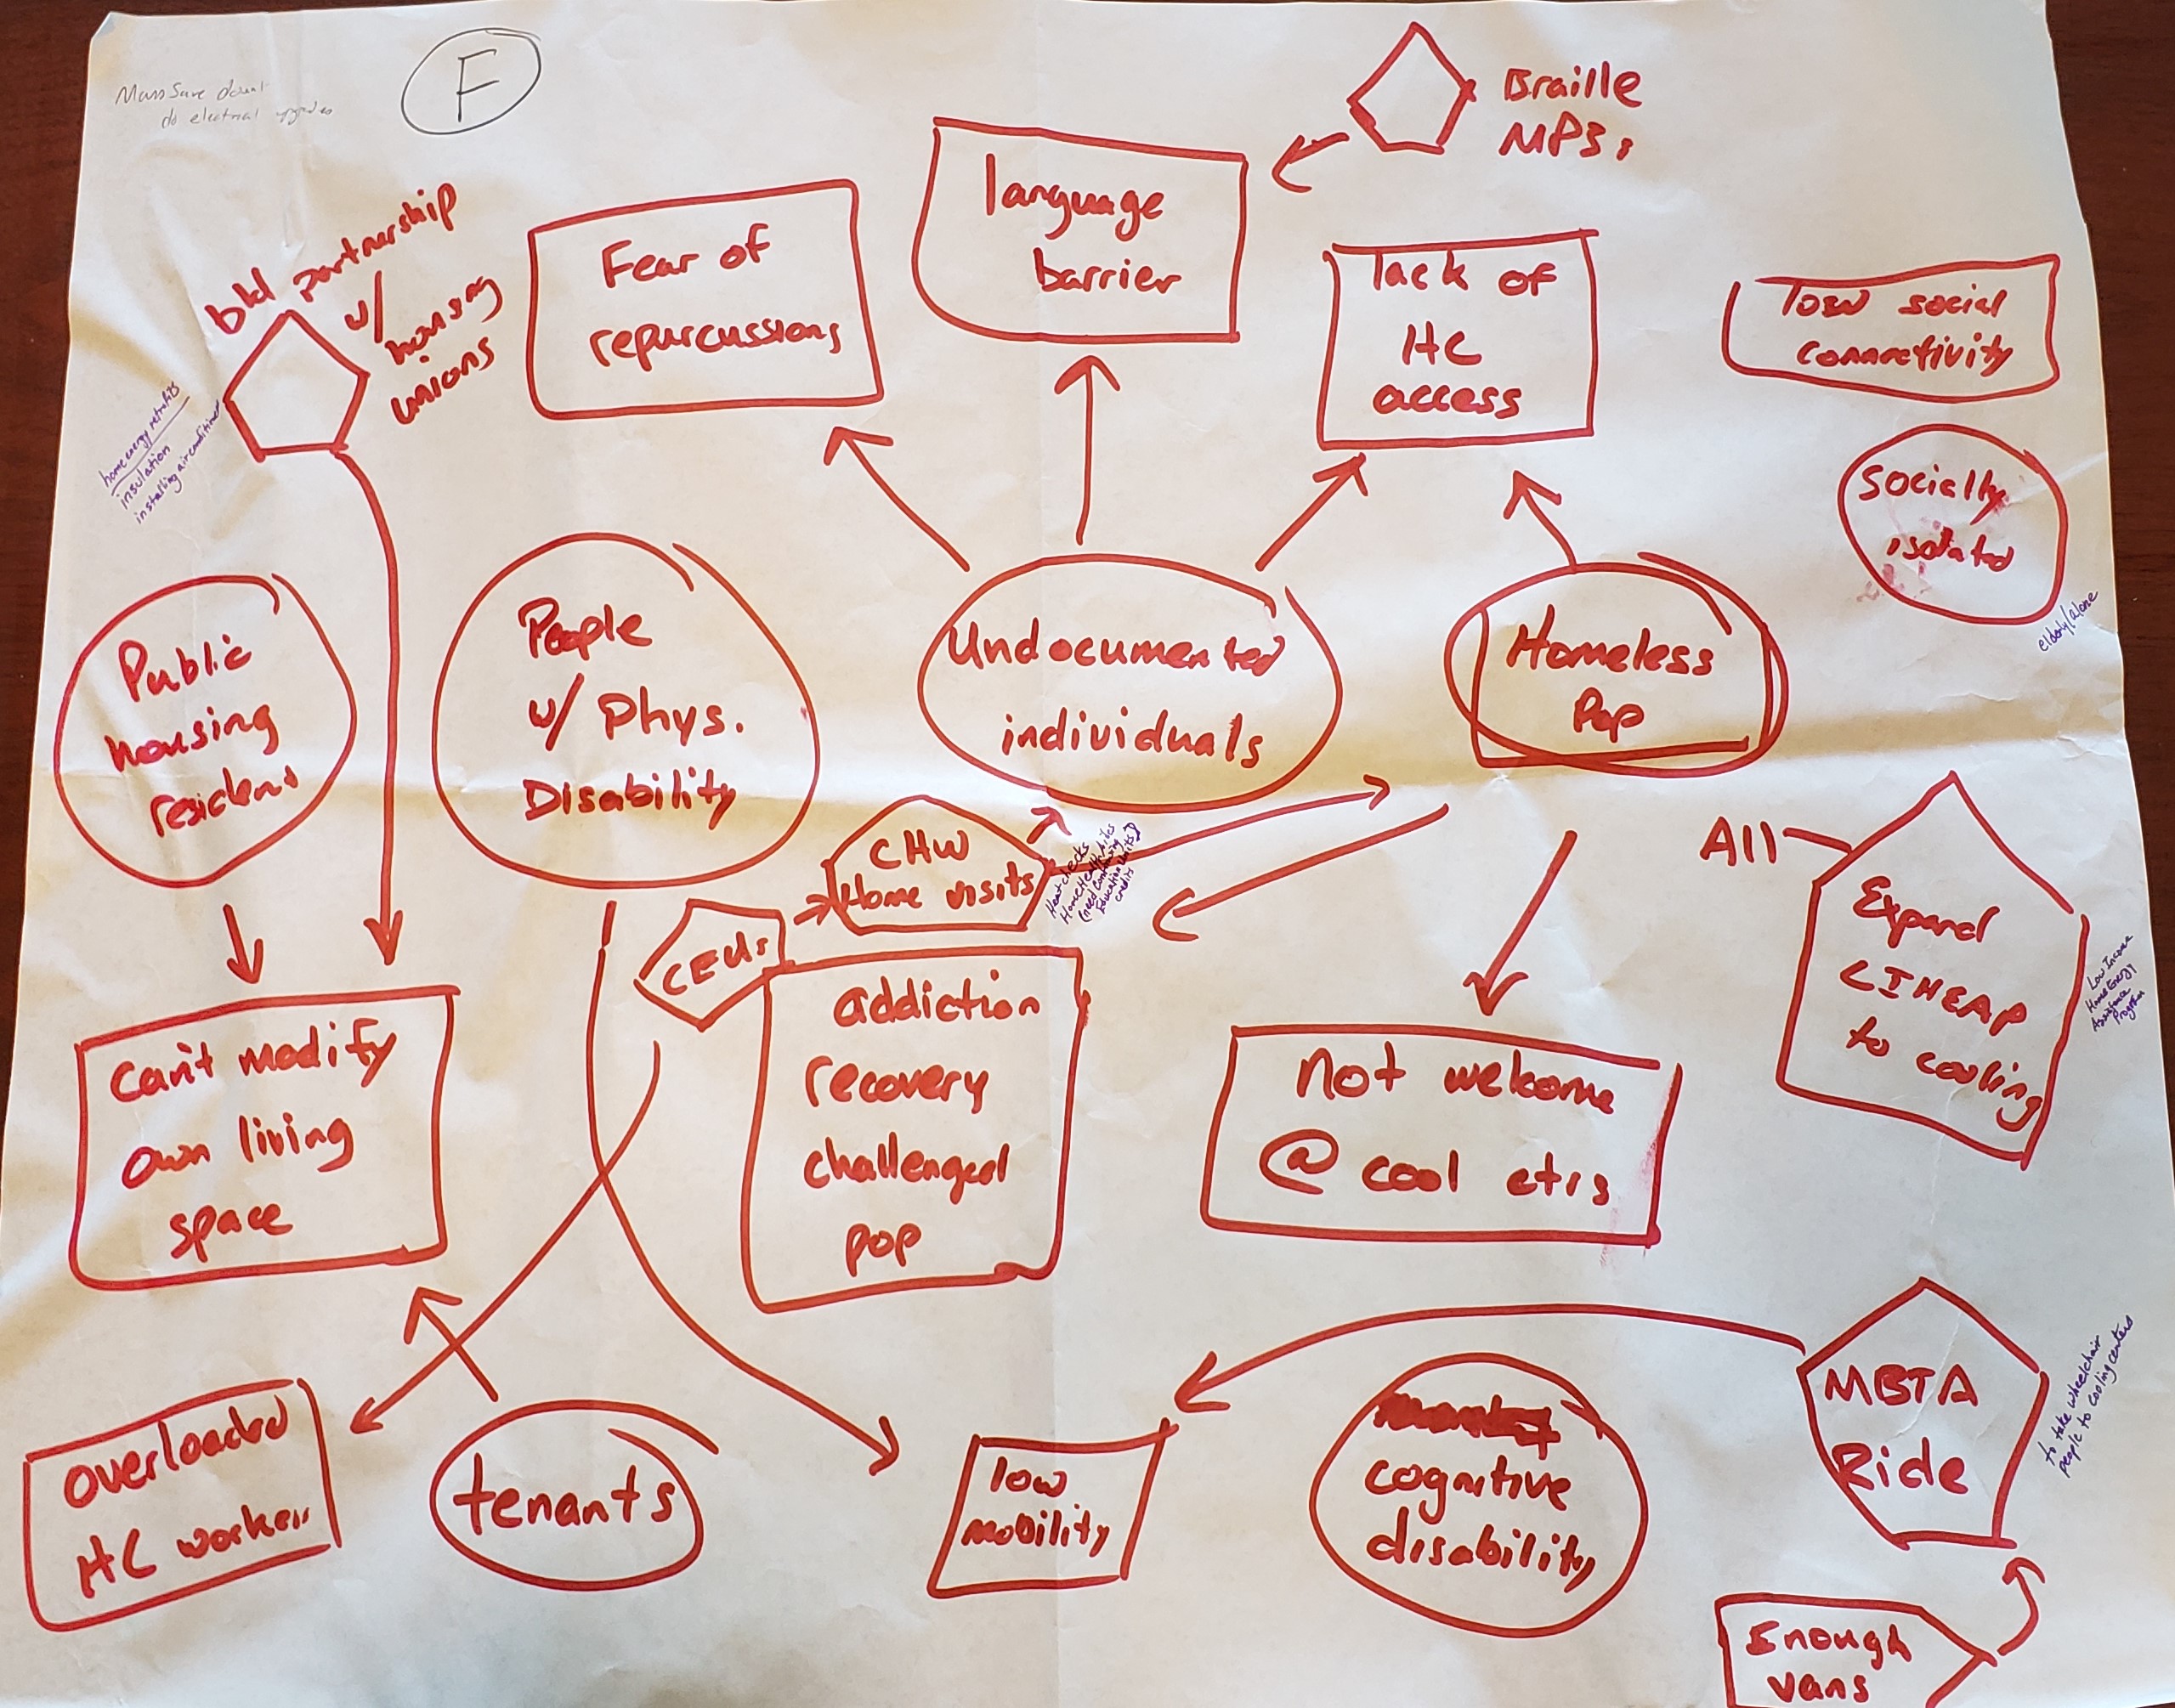 Mass Save doesn't
do electrical upgrades
F
Braille
MP3s
bld partnership
w/
housing
unions
home energy retrofits
insulation
installing air conditioner
Fear of
repurcussions
language
barrier
lack of
HC
access
low social
connectivity
Socially
isolated
elderly/alone
Public
housing
resident
People
w/ Phys.
Disability
Undocumented
individuals
Homeless
Pop
CHW
Home visits
Heat checks
(need Continuing
Education
credits
CEUs
All
Expand
LIHEAP
to cooling
Low Income
Home Energy
Assistance
Program
Can't modify
own living
space
addiction
recovery
challenged
pop
not welcome
@ cool ctrs
overloaded
HC workers
tenants
low
mobility
cognitive
disability
MBTA
Ride
to take wheelchair
people to cooling centers
Enough
vans